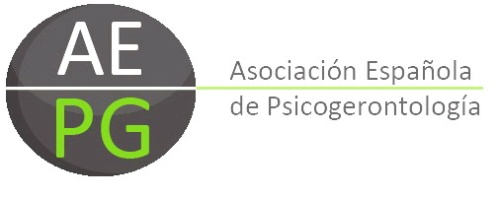 AE
PG
Asociación Española
de Psicogerontología